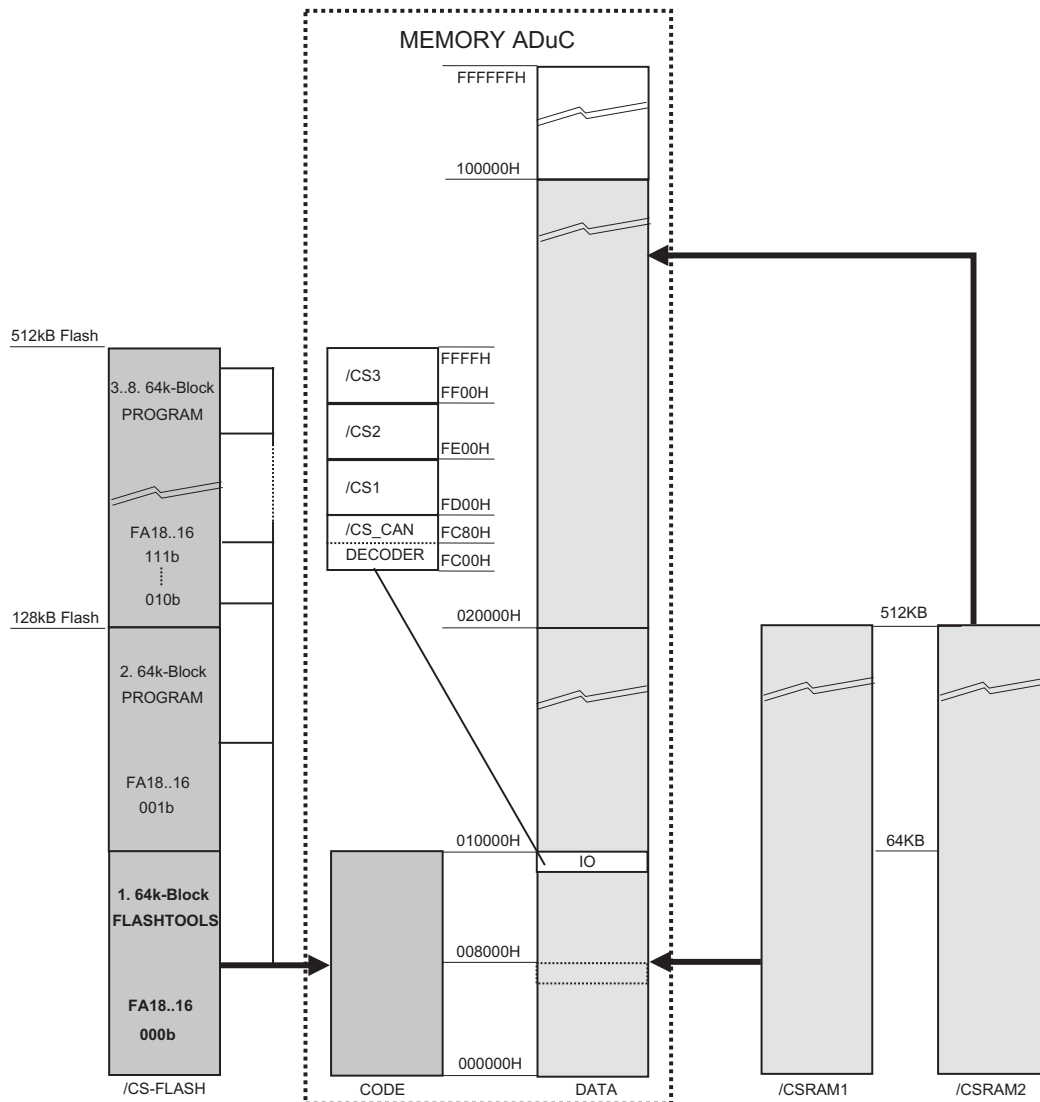 MEMORY ADuC
FFFFFFH
100000H
512kB Flash
3..8. 64k-Block
PROGRAM
FA18..16
111b
010b
128kB Flash
2. 64k-Block
PROGRAM
FA18..16
001b
1. 64k-Block
FLASHTOOLS
FA18..16
000b
/CS-FLASH
/CS3
FFFFH
FF00H
/CS2
FE00H
/CS1
FD00H
/CS_CAN
FC80H
DECODER
FC00H
020000H
010000H
IO
008000H
000000H
CODE
DATA
512KB
64KB
/CSRAM1
/CSRAM2